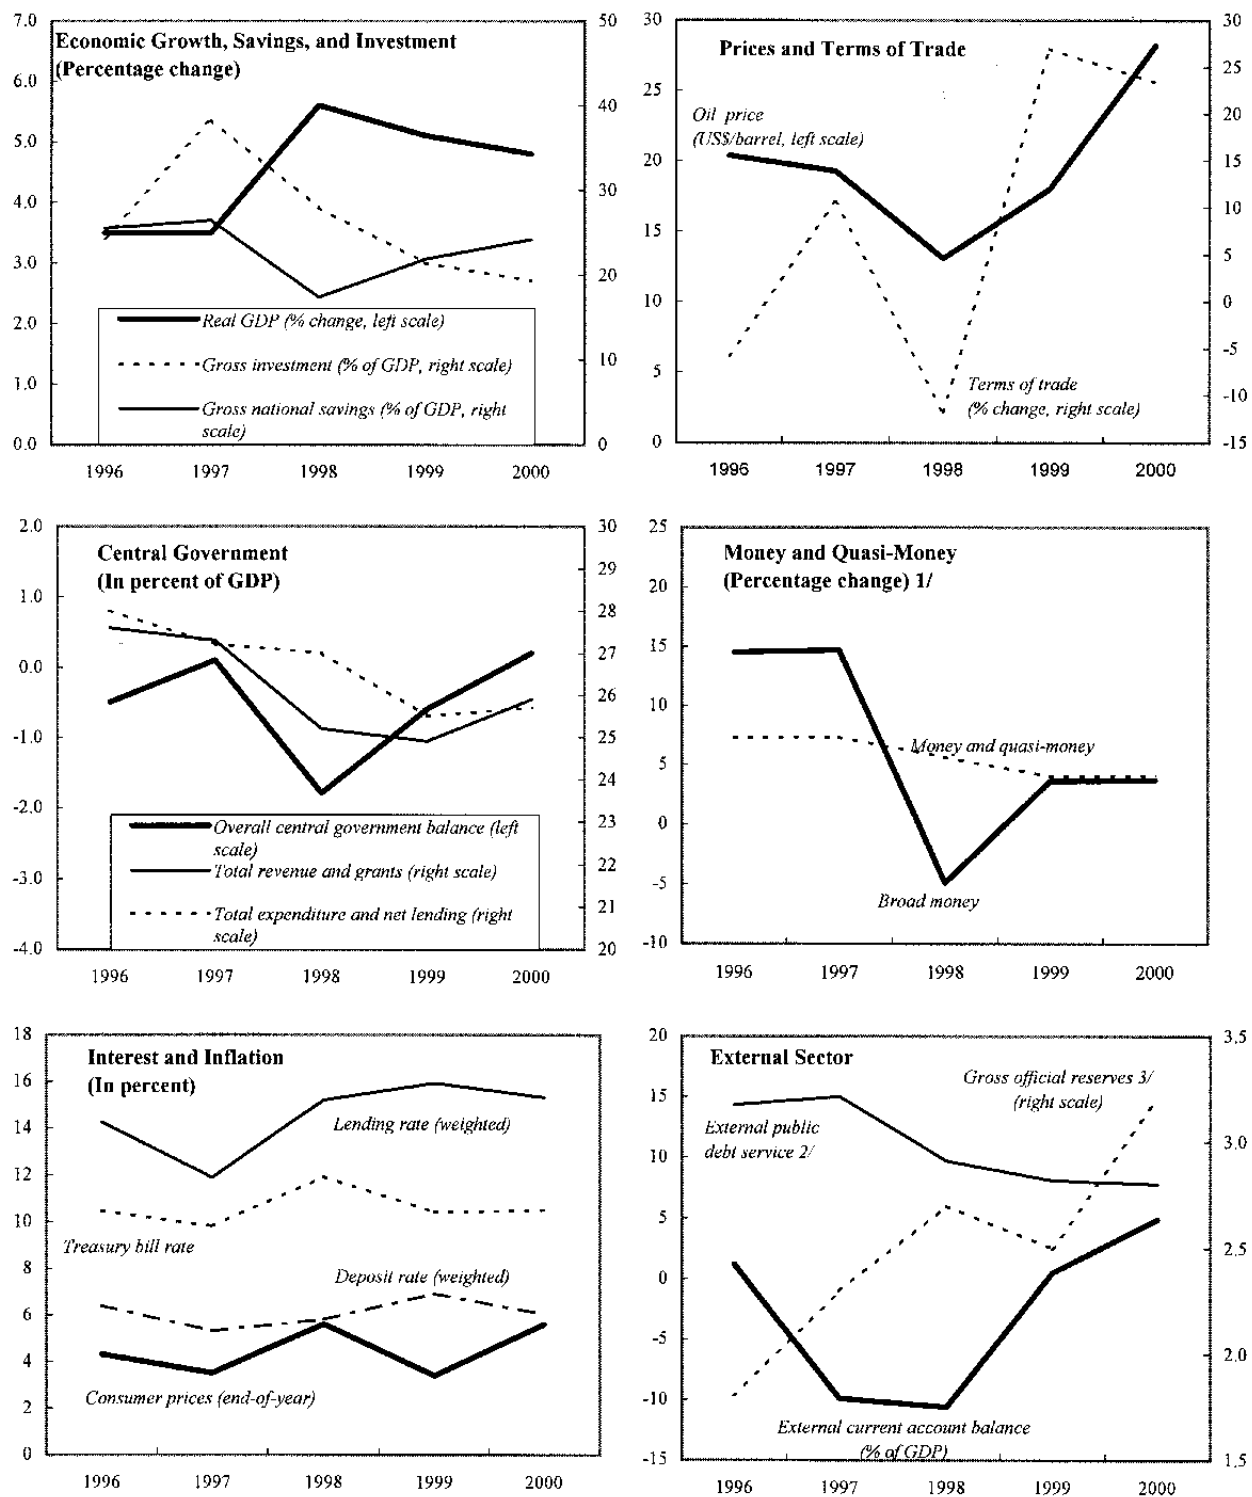 Economic Growth, Savings, and Investment
(Percentage change)
7.0
6.0
5.0
4.0
3.0
2.0
1.0
0.0
50
40
30
20
10
0
Real GDP (% change, left scale)
Gross investment (% of GDP, right scale)
Gross national savings (% of GDP, right
scale)
1996 1997 1998 1999 2000
Prices and Terms of Trade
30
25
20
15
10
5
0
30
25
20
15
10
5
0
-5
-10
-15
Oil price
(US$/barrel, left scale)
Terms of trade
(% change, right scale)
1996 1997 1998 1999 2000
Central Government
(In percent of GDP)
2.0
1.0
0.0
-1.0
-2.0
-3.0
-4.0
30
29
28
27
26
25
24
23
22
21
20
Overall central government balance (left
scale)
Total revenue and grants (right scale)
Total expenditure and net lending (right
scale)
1996 1997 1998 1999 2000
Money and Quasi-Money
(Percentage change) 1/
25
20
15
10
5
0
-5
-10
Money and quasi-money
Broad money
1996 1997 1998 1999 2000
Interest and Inflation
(In percent)
18
16
14
12
10
8
6
4
2
0
Lending rate (weighted)
Treasury bill rate
Deposit rate (weighted)
Consumer prices (end-of-year)
1996 1997 1998 1999 2000
External Sector
20
15
10
5
0
-5
-10
-15
3.5
3.0
2.5
2.0
1.5
Gross official reserves 3/
(right scale)
External public
debt service 2/
External current account balance
(% of GDP)
1996 1997 1998 1999 2000